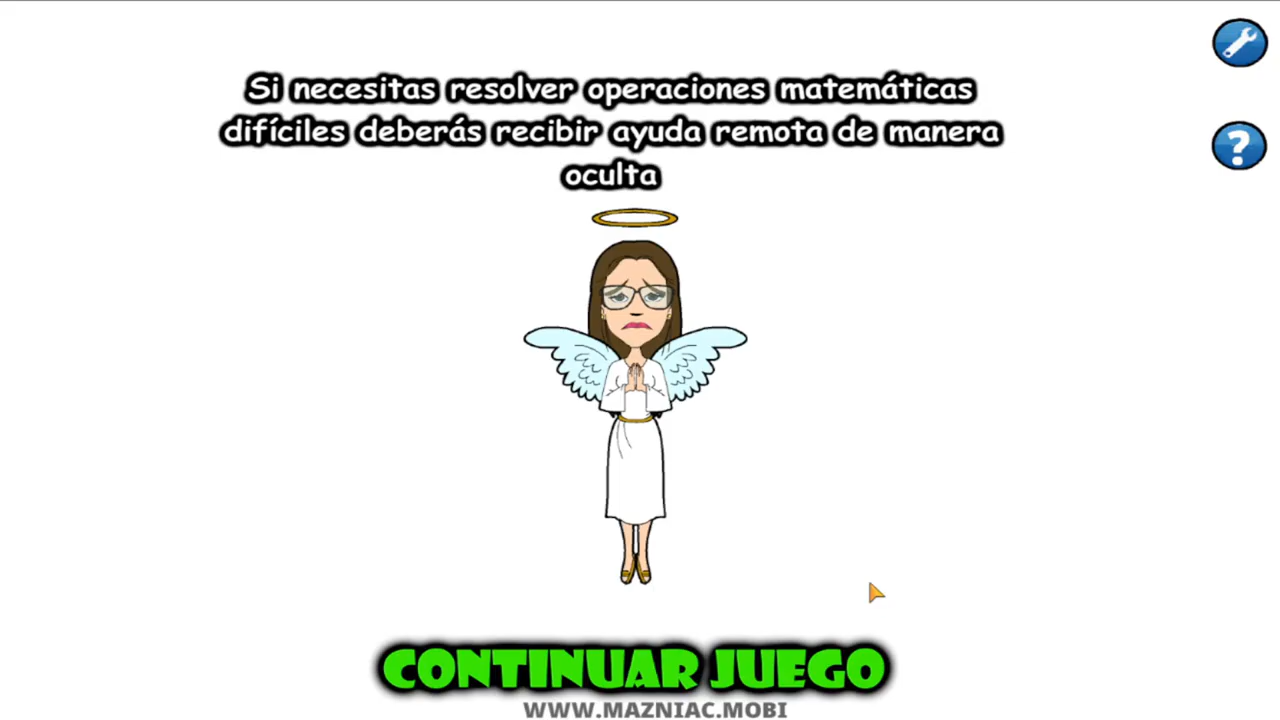 Si necesitas resolver operaciones matemáticas
difíciles deberás recibir ayuda remota de manera
oculta
?
CONTINUAR JUEGO
WWW.MAZNIAC.MOBI